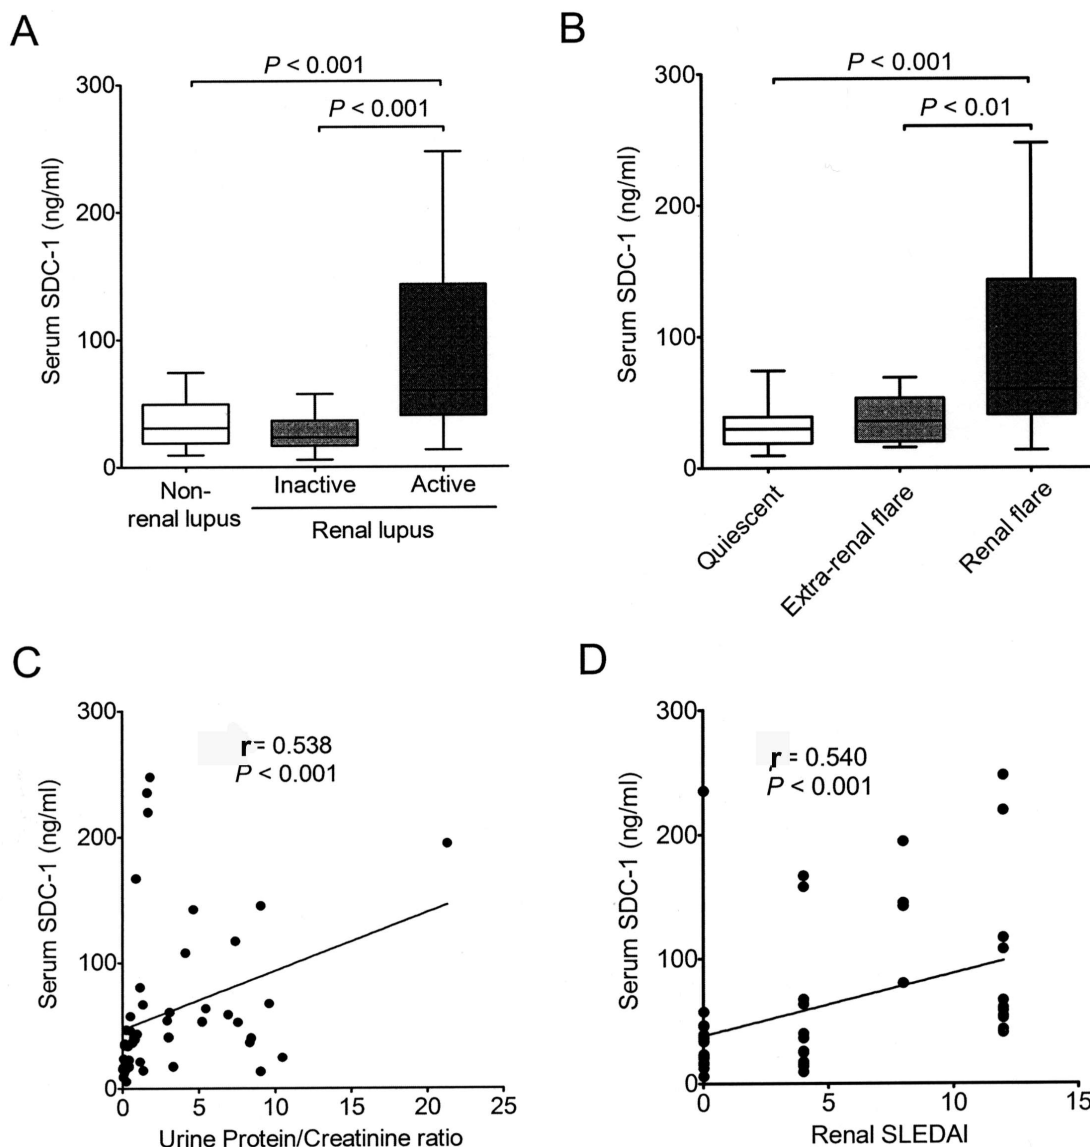 A
P < 0.001
P < 0.001
300
200
100
0
Serum SDC-1 (ng/ml)
Non-
renal lupus
Inactive
Active
Renal lupus
B
P < 0.001
P < 0.01
300
200
100
0
Serum SDC-1 (ng/ml)
Quiescent
Extra-renal flare
Renal flare
C
r = 0.538
P < 0.001
300
200
100
0
Serum SDC-1 (ng/ml)
0 5 10 15 20 25
Urine Protein/Creatinine ratio
D
r = 0.540
P < 0.001
300
200
100
0
Serum SDC-1 (ng/ml)
0 5 10 15
Renal SLEDAI